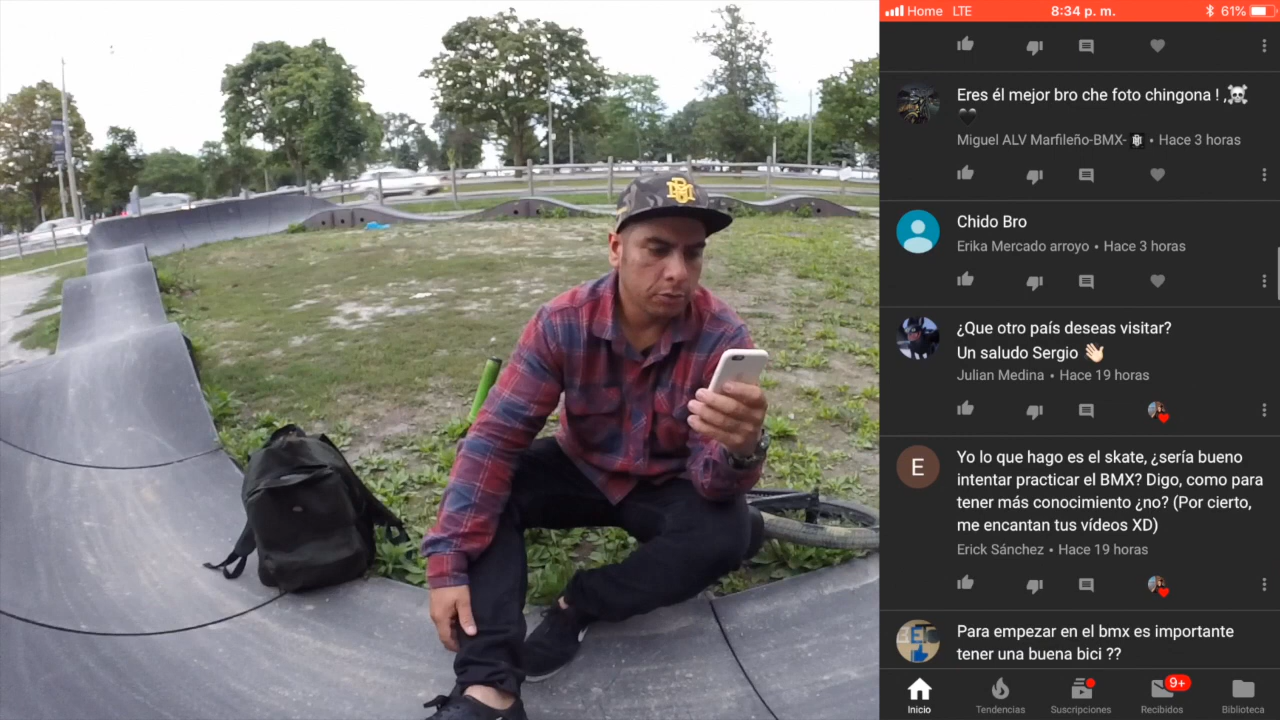 Home LTE 8:34 p. m. 61%
Eres él mejor bro che foto chingona ! ,☠️
🖤
Miguel ALV Marfileño-BMX- • Hace 3 horas
Chido Bro
Erika Mercado arroyo • Hace 3 horas
¿Que otro país deseas visitar?
Un saludo Sergio 👋🏻
Julian Medina • Hace 19 horas
E
Yo lo que hago es el skate, ¿sería bueno
intentar practicar el BMX? Digo, como para
tener más conocimiento ¿no? (Por cierto,
me encantan tus vídeos XD)
Erick Sánchez • Hace 19 horas
Para empezar en el bmx es importante
tener una buena bici ??
9+
Inicio Tendencias Suscripciones Recibidos Biblioteca